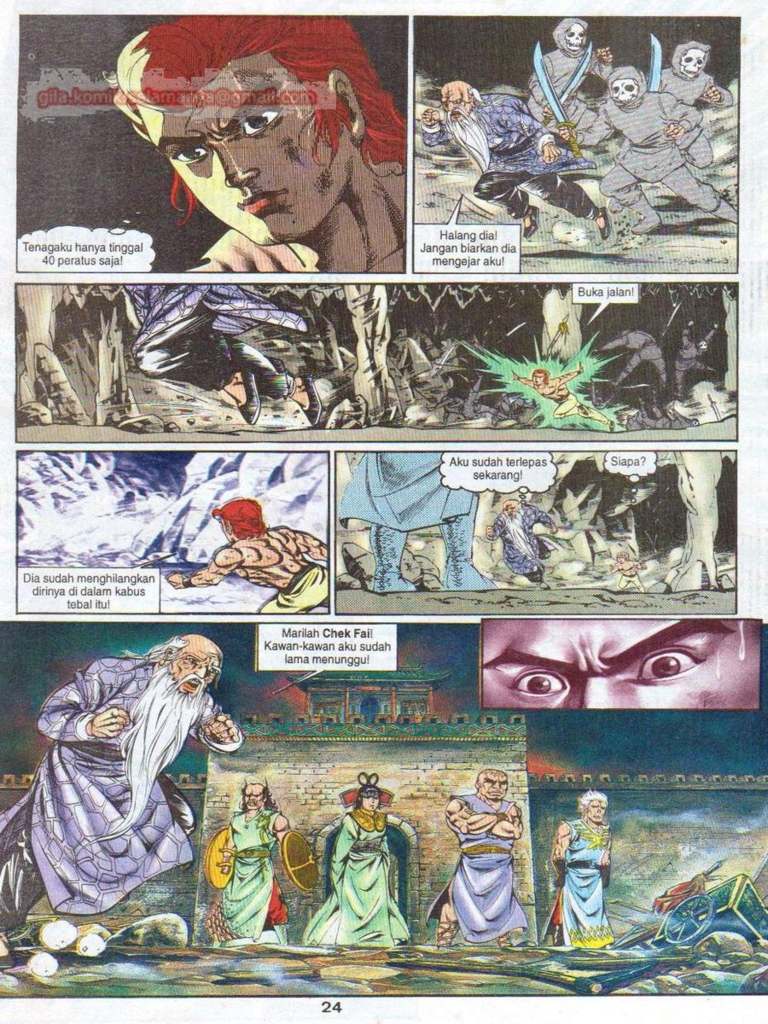 gila.komik
@gmail.com
Tenagaku hanya tinggal
40 peratus saja!
Halang dia!
Jangan biarkan dia
mengejar aku!
Buka jalan!
Dia sudah menghilangkan
dirinya di dalam kabus
tebal itu!
Aku sudah terlepas
sekarang!
Siapa?
Marilah Chek Fai!
Kawan-kawan aku sudah
lama menunggu!
24